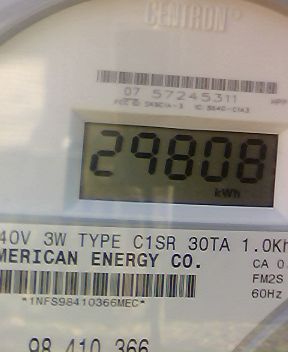 CENTRON®
07 57245311
29808
kWh
40V 3W TYPE C1SR 30TA 1.0Kh
MERICAN ENERGY CO.
CA 0.
FM2S
*1NFS98410366MEC*
60Hz
98 410 366